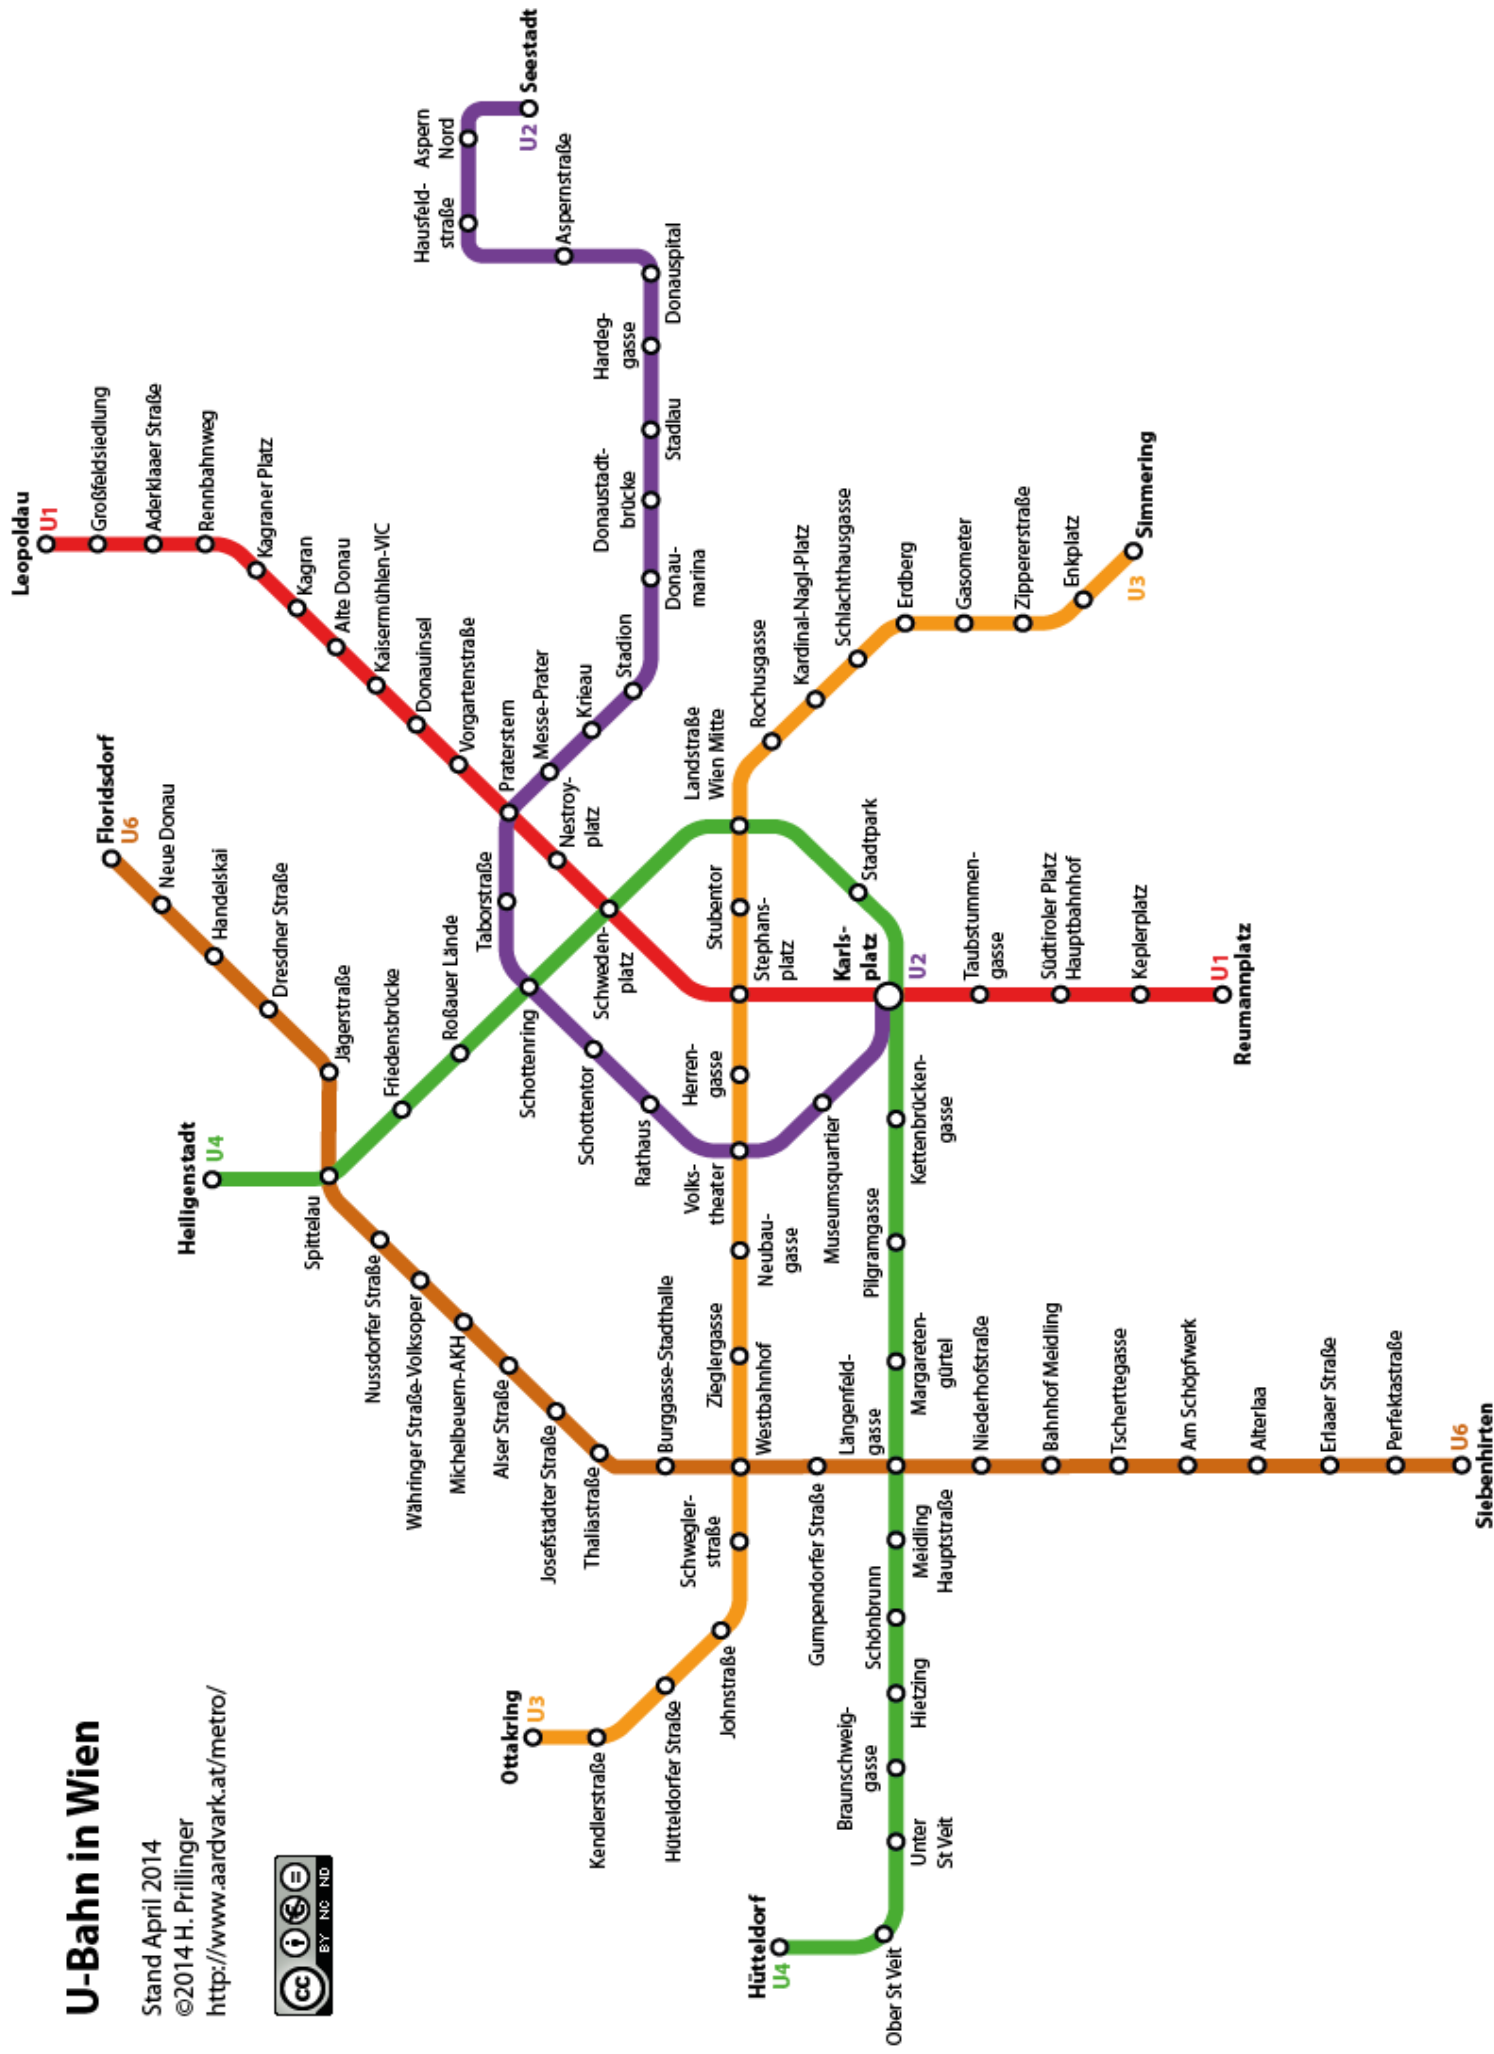 U-Bahn in Wien
Stand April 2014
©2014 H. Prillinger
http://www.aardvark.at/metro/
cc
BY NC ND
Leopoldau
U1
Großfeldsiedlung
Aderklaaer Straße
Rennbahnweg
Kagraner Platz
Kagran
Alte Donau
Kaisermühlen-VIC
Donauinsel
Vorgartenstraße
Praterstern
Nestroy-
platz
Schweden-
platz
Stephans-
platz
Karls-
platz
U2
Taubstummen-
gasse
Südtiroler Platz
Hauptbahnhof
Keplerplatz
U1
Reumannplatz
Seestadt
U2
Aspern
Nord
Hausfeld-
straße
Aspernstraße
Donauspital
Hardeg-
gasse
Stadlau
Donaustadt-
brücke
Donau-
marina
Stadion
Krieau
Messe-Prater
Taborstraße
Schottenring
Schottentor
Rathaus
Volks-
theater
Museumsquartier
Ottakring
U3
Kendlerstraße
Hütteldorfer Straße
Johnstraße
Schwegler-
straße
Westbahnhof
Zieglergasse
Neubau-
gasse
Herren-
gasse
Stubentor
Landstraße
Wien Mitte
Rochusgasse
Kardinal-Nagl-Platz
Schlachthausgasse
Erdberg
Gasometer
Zippererstraße
Enkplatz
Simmering
U3
Heiligenstadt
U4
Spittelau
Friedensbrücke
Roßauer Lände
Stadtpark
Kettenbrücken-
gasse
Pilgramgasse
Margareten-
gürtel
Längenfeld-
gasse
Meidling
Hauptstraße
Schönbrunn
Hietzing
Braunschweig-
gasse
Unter
St Veit
Ober St Veit
Hütteldorf
U4
Floridsdorf
U6
Neue Donau
Handelskai
Dresdner Straße
Jägerstraße
Nussdorfer Straße
Währinger Straße-Volksoper
Michelbeuern-AKH
Alser Straße
Josefstädter Straße
Thaliastraße
Burggasse-Stadthalle
Gumpendorfer Straße
Niederhofstraße
Bahnhof Meidling
Tscherttegasse
Am Schöpfwerk
Alterlaa
Erlaaer Straße
Perfektastraße
U6
Siebenhirten